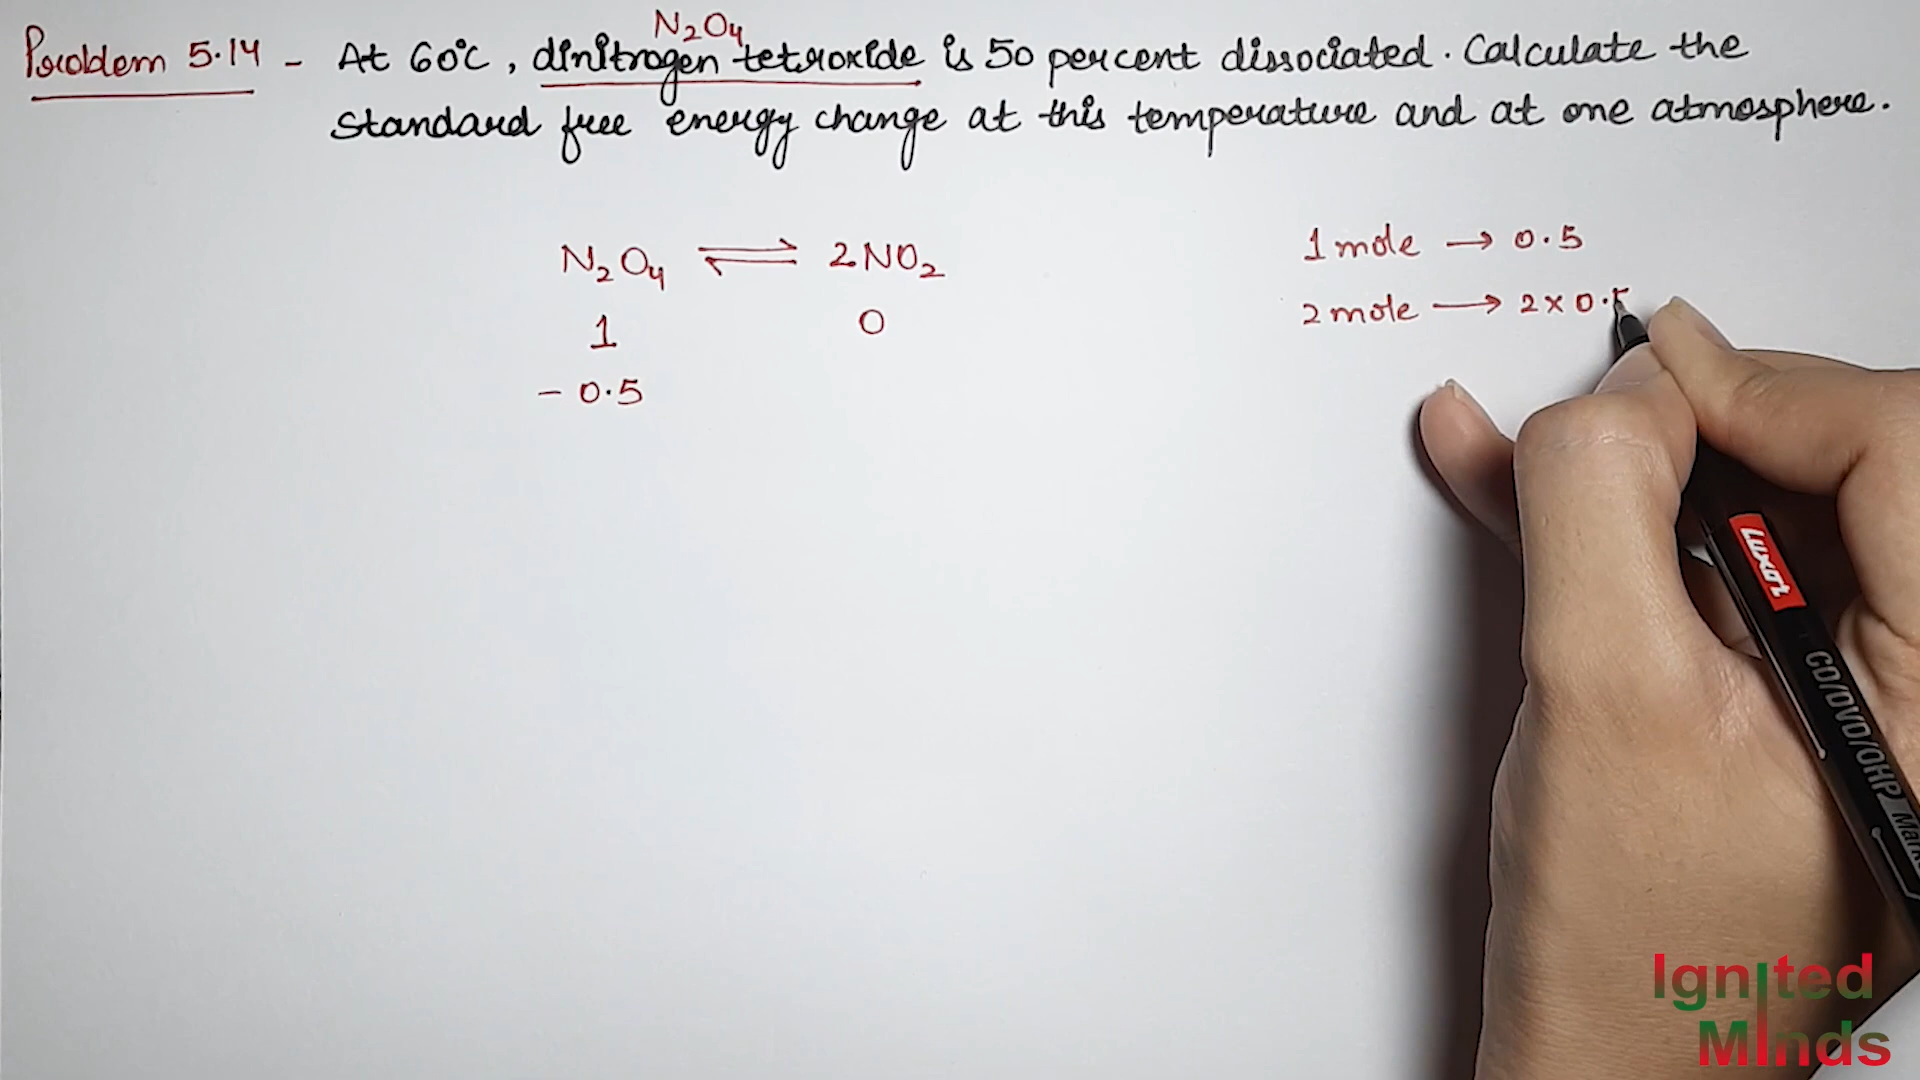 N2O4
Problem 5.14 - At 60°C, dinitrogen tetroxide is 50 percent dissociated. Calculate the
standard free energy change at this temperature and at one atmosphere.
N2O4 ⇌ 2NO2
1 0
- 0.5
1 mole → 0.5
2 mole → 2 × 0.5
Luxor
CD/DVD/OHP
Ignited
Minds